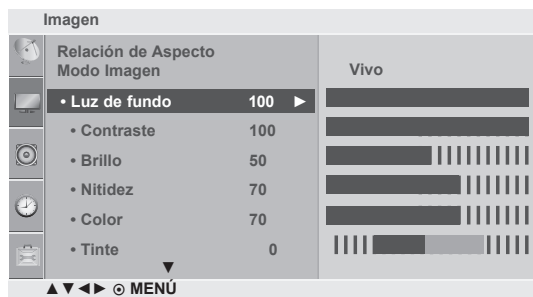 Imagen
Relación de Aspecto
Modo Imagen Vivo
• Luz de fundo 100 ►
• Contraste 100
• Brillo 50
• Nitidez 70
• Color 70
• Tinte 0
▼
▲▼◄► ⊙ MENÚ